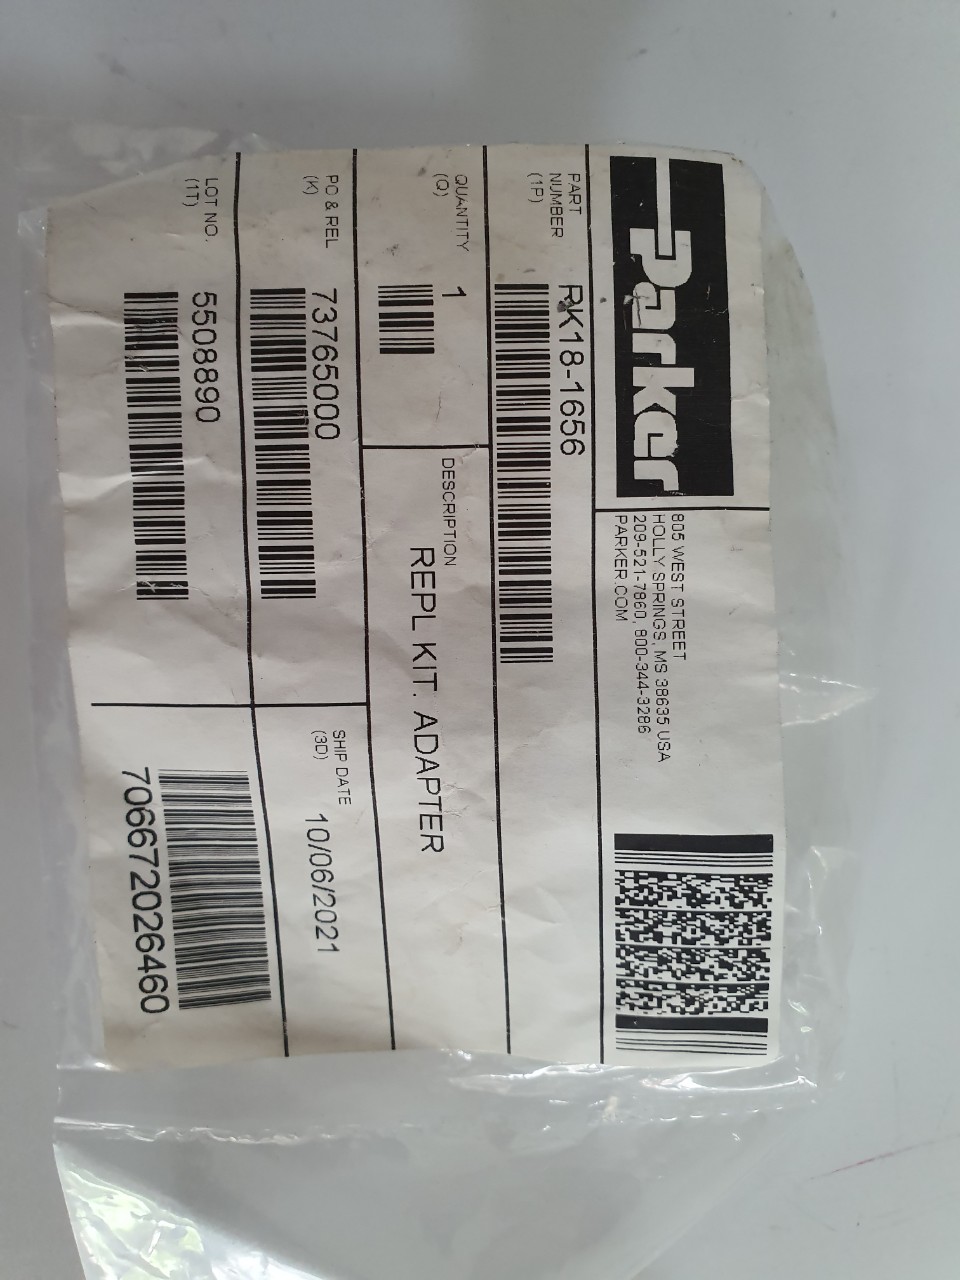 Parker
805 WEST STREET
HOLLY SPRINGS, MS 38635 USA
209-521-7860, 800-344-3286
PARKER.COM
PART
NUMBER
(1P)
RK18-1656
QUANTITY
(Q)
1
DESCRIPTION
REPL KIT. ADAPTER
PO & REL
(K)
73765000
SHIP DATE
(3D)
10/06/2021
LOT NO.
(1T)
5508890
706672026460